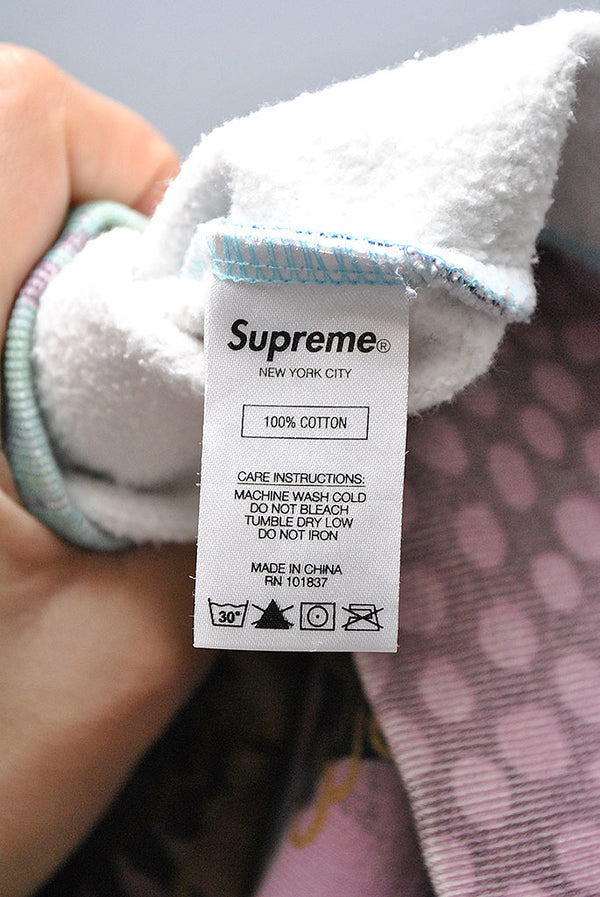 Supreme®
NEW YORK CITY
100% COTTON
CARE INSTRUCTIONS:
MACHINE WASH COLD
DO NOT BLEACH
TUMBLE DRY LOW
DO NOT IRON
MADE IN CHINA
RN 101837
30°